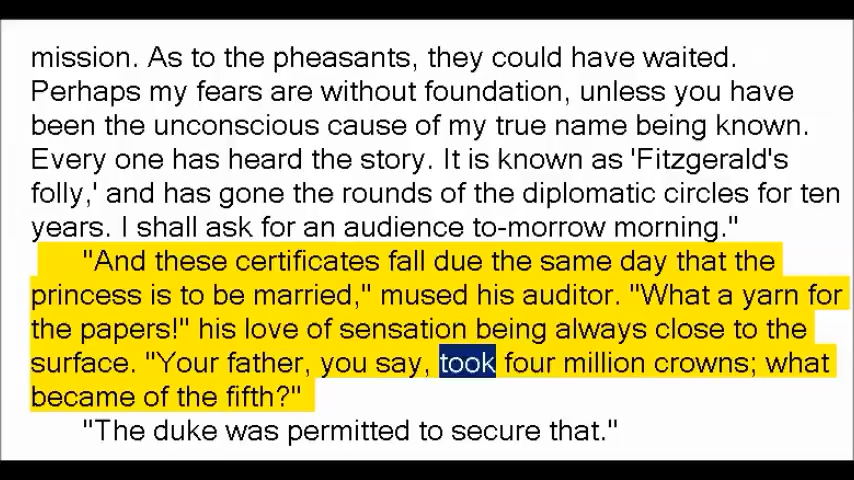 mission. As to the pheasants, they could have waited.
Perhaps my fears are without foundation, unless you have
been the unconscious cause of my true name being known.
Every one has heard the story. It is known as 'Fitzgerald's
folly,' and has gone the rounds of the diplomatic circles for ten
years. I shall ask for an audience to-morrow morning."
"And these certificates fall due the same day that the
princess is to be married," mused his auditor. "What a yarn for
the papers!" his love of sensation being always close to the
surface. "Your father, you say, took four million crowns; what
became of the fifth?"
"The duke was permitted to secure that."